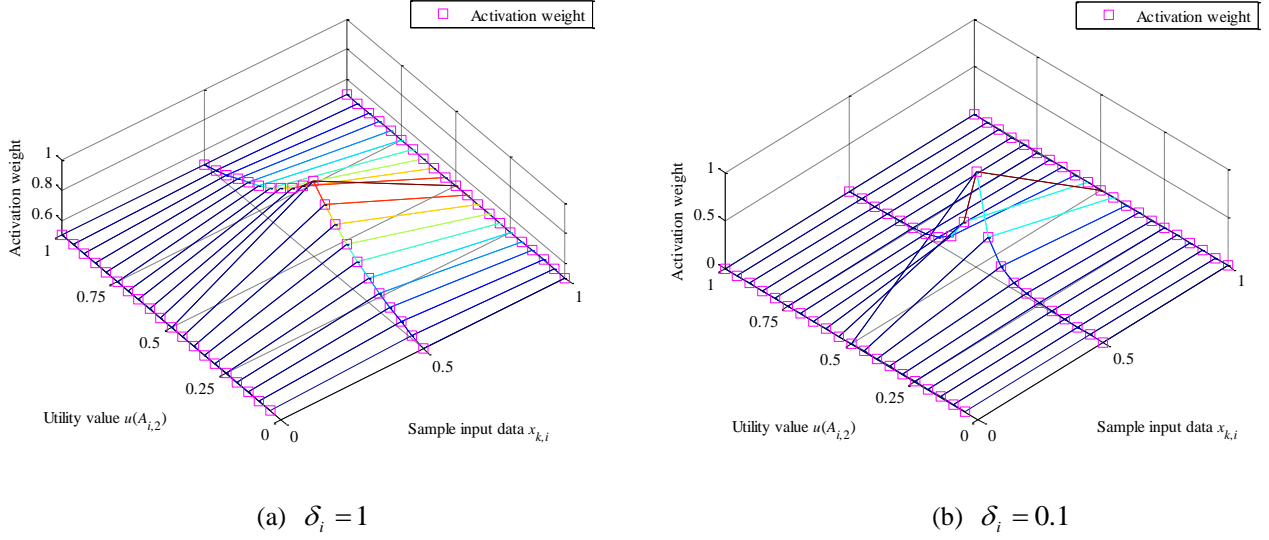 Activation weight
Activation weight
1
0.8
0.6
1
0.75
0.5
0.25
0
0
0.5
1
Activation weight
Utility value u(A_{i,2})
Sample input data x_{k,i}
(a) δ_i = 1
Activation weight
1
0.5
0
1
0.75
0.5
0.25
0
0
0.5
1
Activation weight
Utility value u(A_{i,2})
Sample input data x_{k,i}
(b) δ_i = 0.1